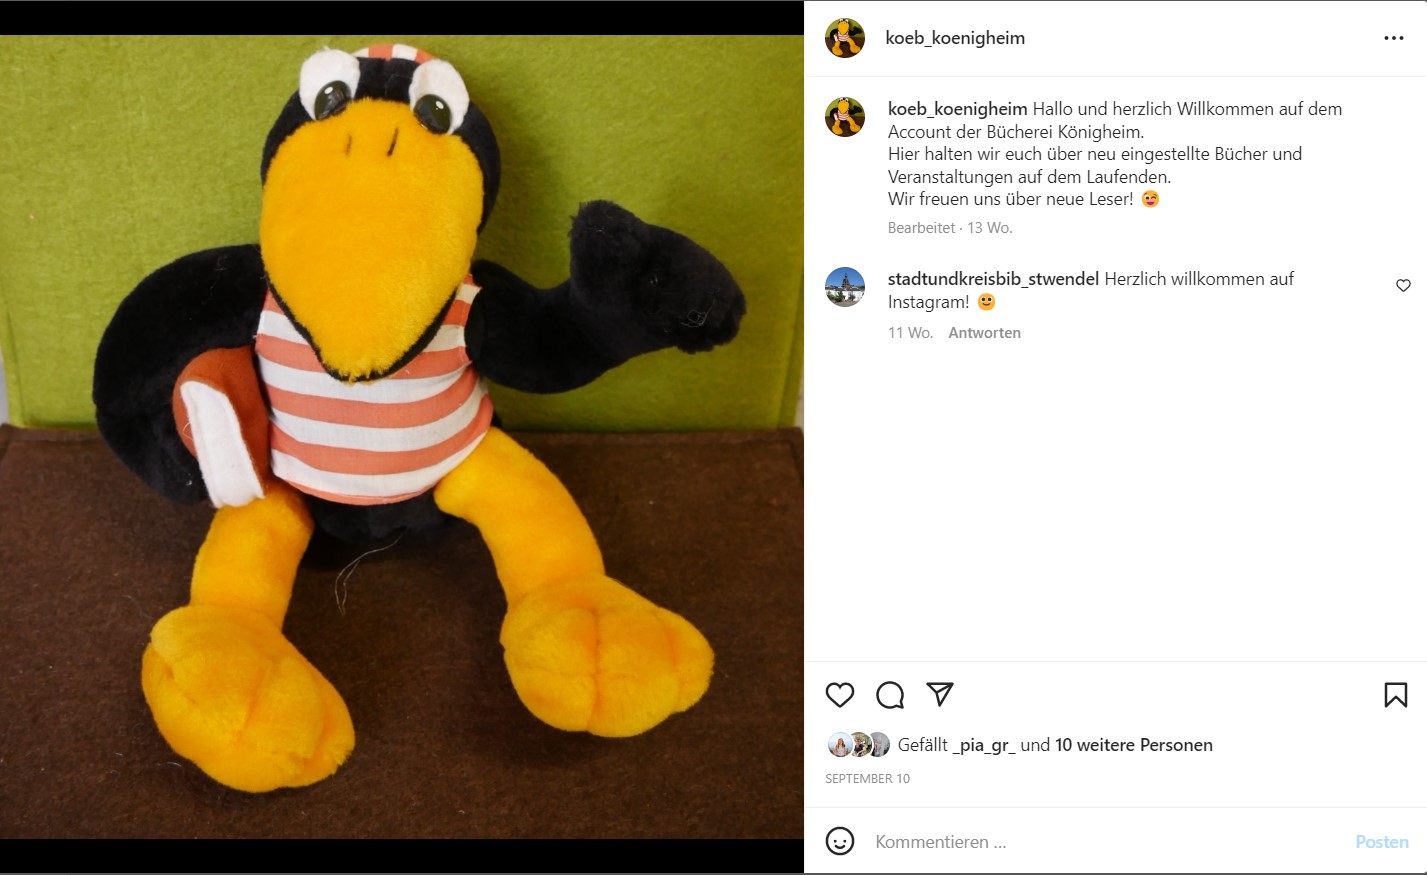 koeb_koenigheim
koeb_koenigheim Hallo und herzlich Willkommen auf dem
Account der Bücherei Königheim.
Hier halten wir euch über neu eingestellte Bücher und
Veranstaltungen auf dem Laufenden.
Wir freuen uns über neue Leser! 🥰
Bearbeitet · 13 Wo.
stadtundkreisbib_stwendel Herzlich willkommen auf
Instagram! 🙂
11 Wo. Antworten
Gefällt _pia_gr_ und 10 weitere Personen
SEPTEMBER 10
Kommentieren ...
Posten